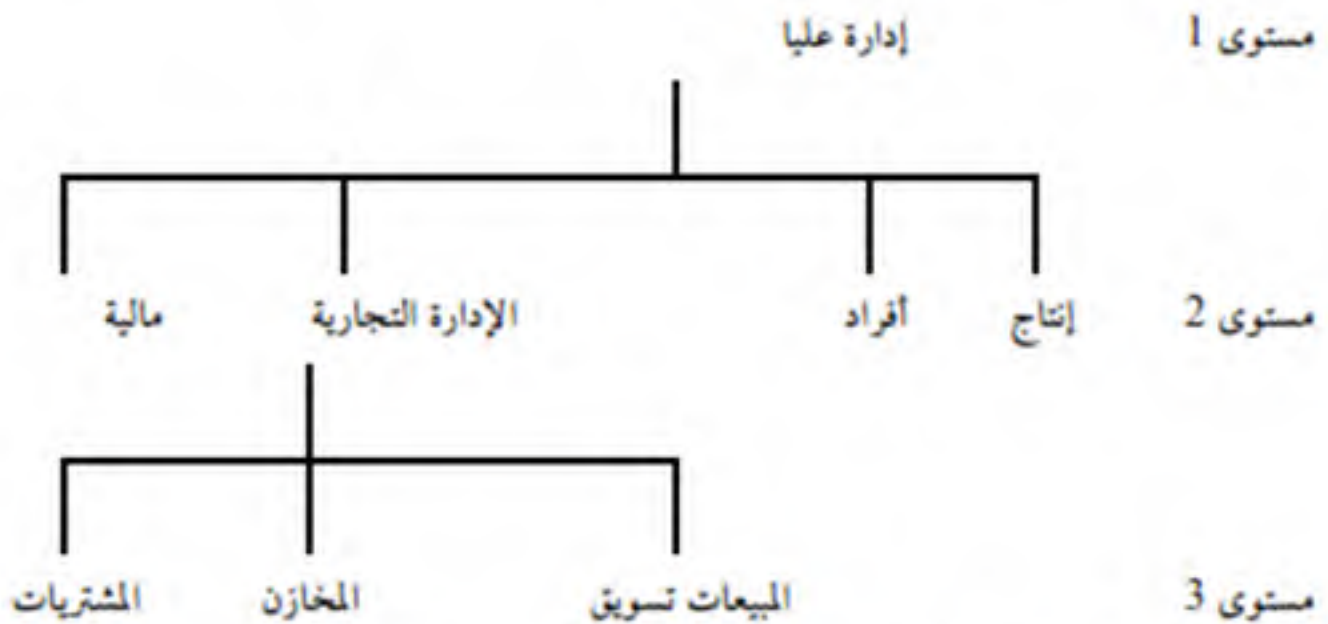 مستوى 1 إدارة عليا
مستوى 2 إنتاج أفراد الإدارة التجارية مالية
مستوى 3 المبيعات تسويق المخازن المشتريات